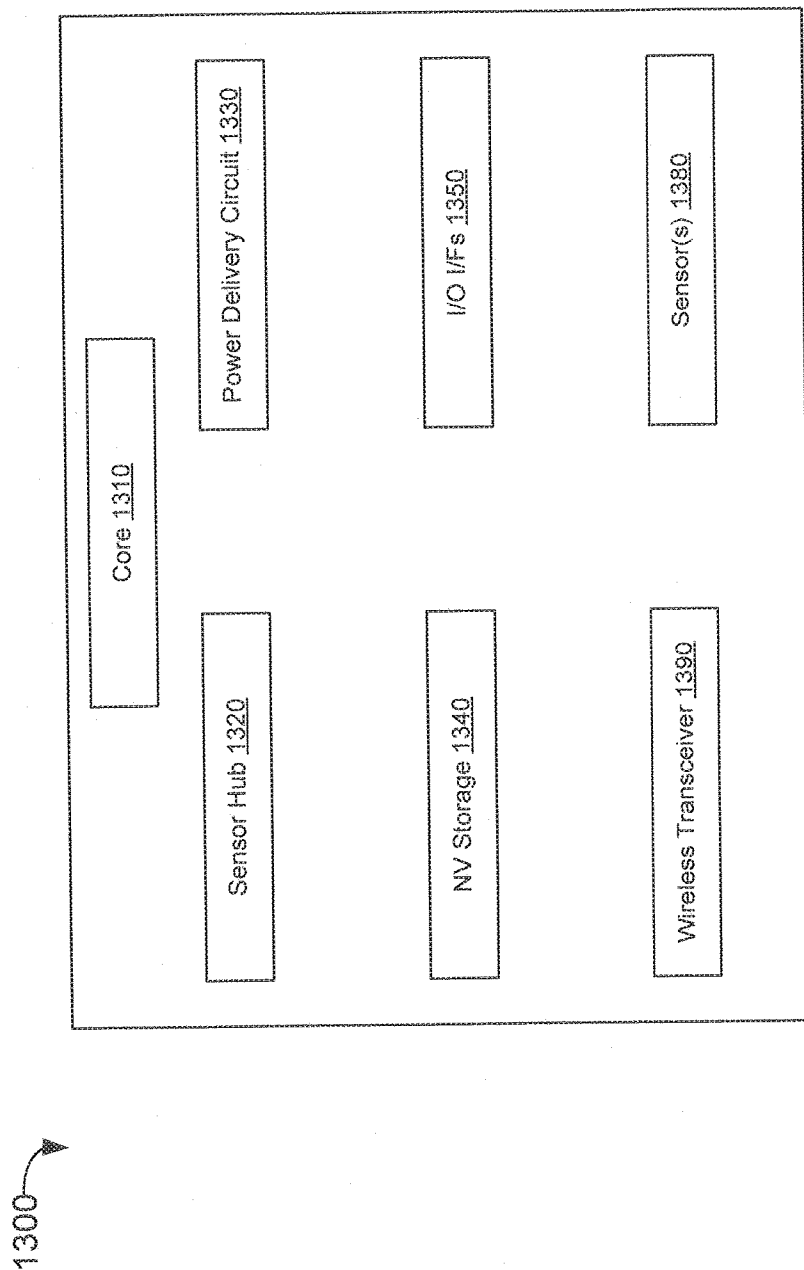 1300
Core 1310
Sensor Hub 1320
Power Delivery Circuit 1330
NV Storage 1340
I/O I/Fs 1350
Wireless Transceiver 1390
Sensor(s) 1380